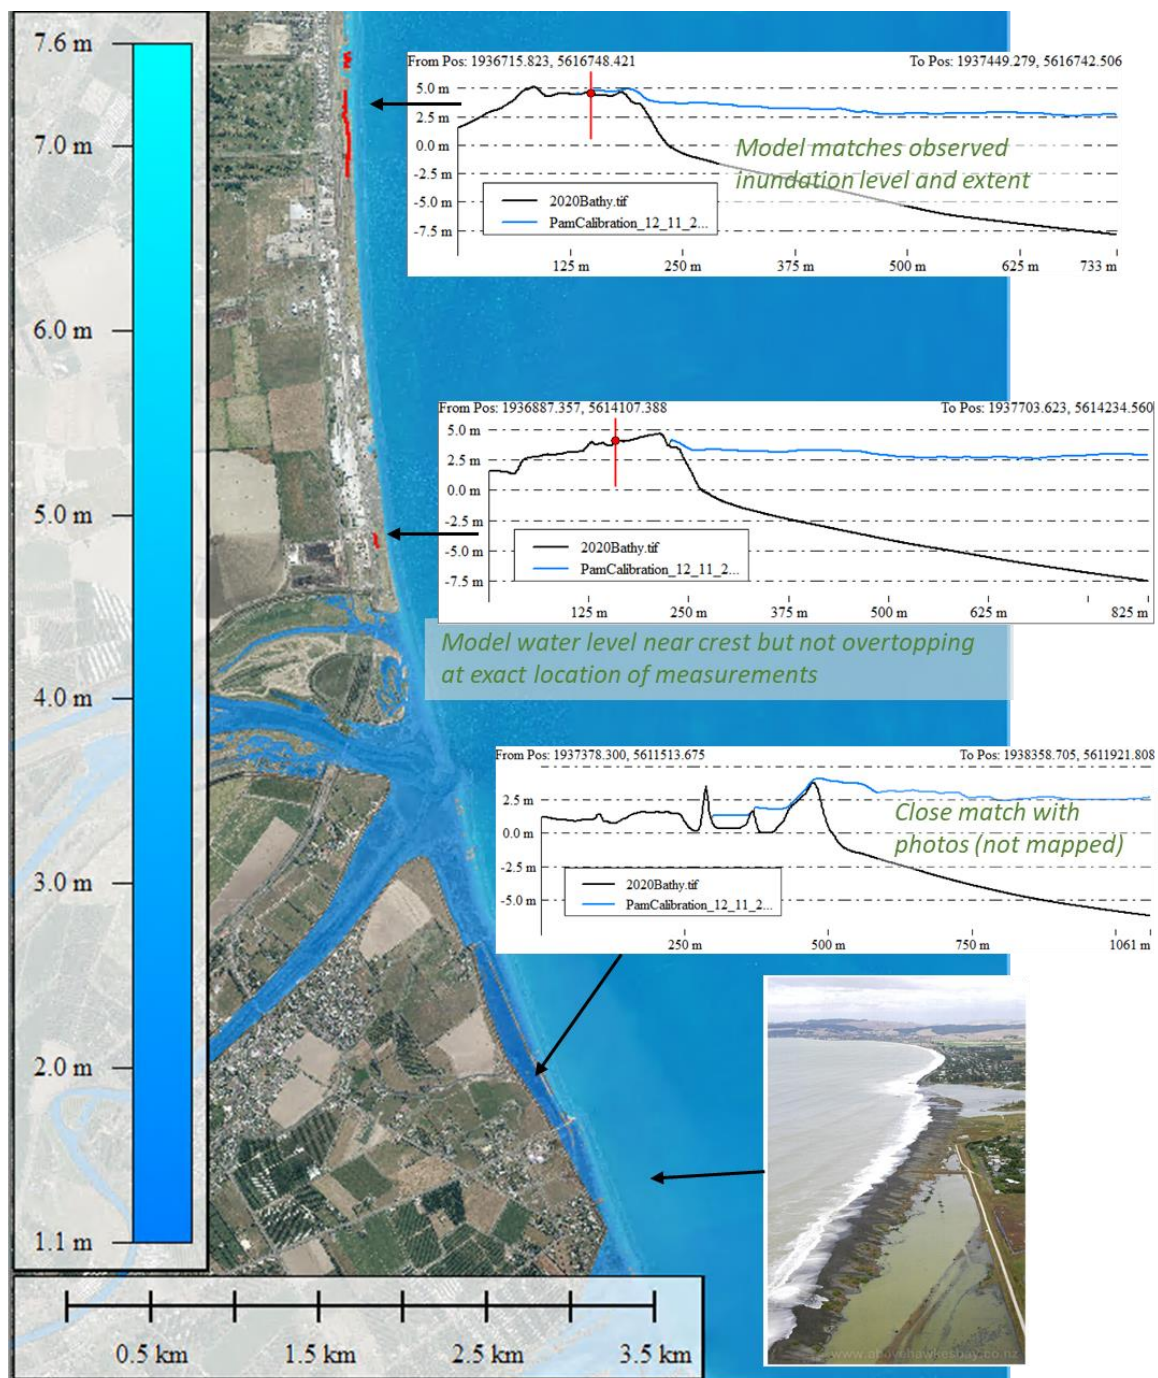 7.6 m
7.0 m
6.0 m
5.0 m
4.0 m
3.0 m
2.0 m
1.1 m
From Pos: 1936715.823, 5616748.421
To Pos: 1937449.279, 5616742.506
5.0 m
2.5 m
0.0 m
-2.5 m
-5.0 m
-7.5 m
Model matches observed
inundation level and extent
2020Bathy.tif
PamCalibration_12_11_2...
125 m
250 m
375 m
500 m
625 m
733 m
From Pos: 1936887.357, 5614107.388
To Pos: 1937703.623, 5614234.560
5.0 m
2.5 m
0.0 m
-2.5 m
-5.0 m
-7.5 m
2020Bathy.tif
PamCalibration_12_11_2...
125 m
250 m
375 m
500 m
625 m
825 m
Model water level near crest but not overtopping
at exact location of measurements
From Pos: 1937378.300, 5611513.675
To Pos: 1938358.705, 5611921.808
2.5 m
0.0 m
-2.5 m
-5.0 m
Close match with
photos (not mapped)
2020Bathy.tif
PamCalibration_12_11_2...
250 m
500 m
750 m
1061 m
www.abovehawkesbay.co.nz
0.5 km
1.5 km
2.5 km
3.5 km